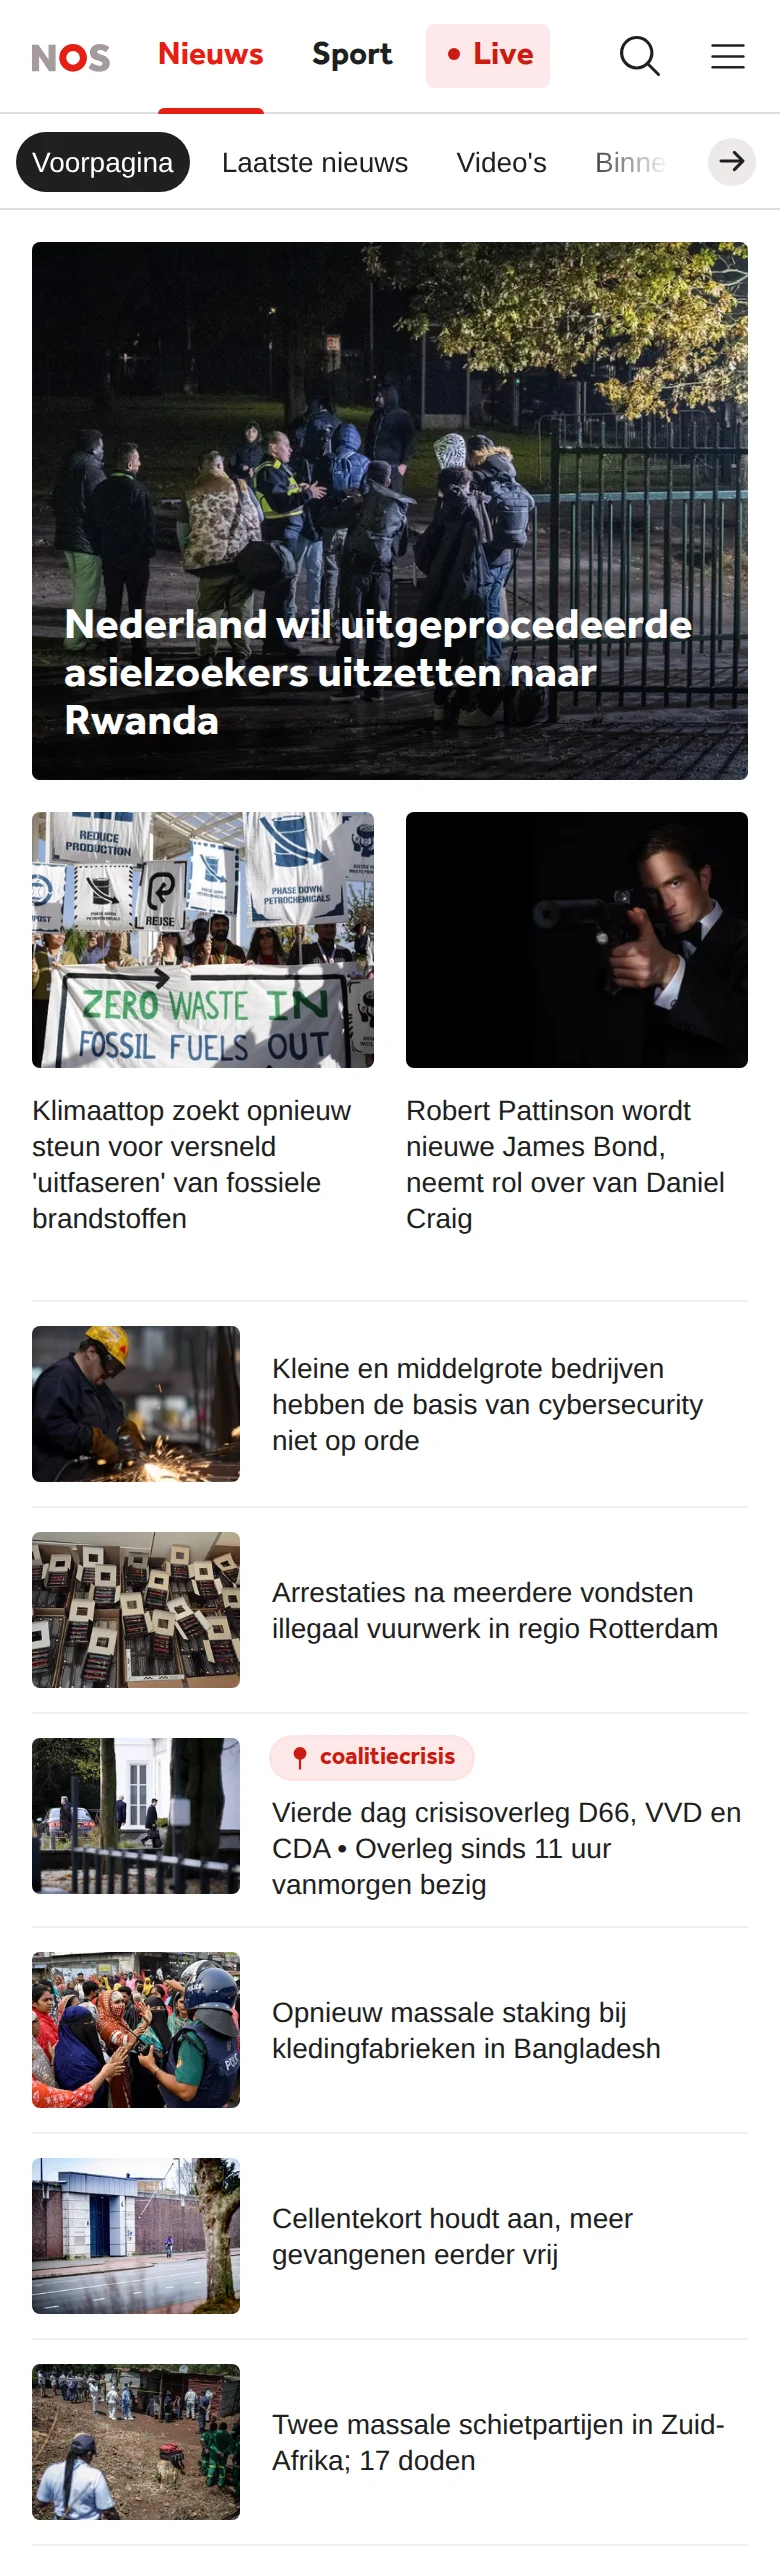 NOS Nieuws Sport Live
Voorpagina Laatste nieuws Video's Binne
Nederland wil uitgeprocedeerde
asielzoekers uitzetten naar
Rwanda
REDUCE
PRODUCTION
PHASE DOWN
PETROCHEMICALS
PHASE DOWN
PETROCHEMICALS
REUSE
ZERO WASTE IN
FOSSIL FUELS OUT
Klimaattop zoekt opnieuw
steun voor versneld
'uitfaseren' van fossiele
brandstoffen
Robert Pattinson wordt
nieuwe James Bond,
neemt rol over van Daniel
Craig
Kleine en middelgrote bedrijven
hebben de basis van cybersecurity
niet op orde
Arrestaties na meerdere vondsten
illegaal vuurwerk in regio Rotterdam
coalitiecrisis
Vierde dag crisisoverleg D66, VVD en
CDA • Overleg sinds 11 uur
vanmorgen bezig
Opnieuw massale staking bij
kledingfabrieken in Bangladesh
Cellentekort houdt aan, meer
gevangenen eerder vrij
Twee massale schietpartijen in Zuid-
Afrika; 17 doden